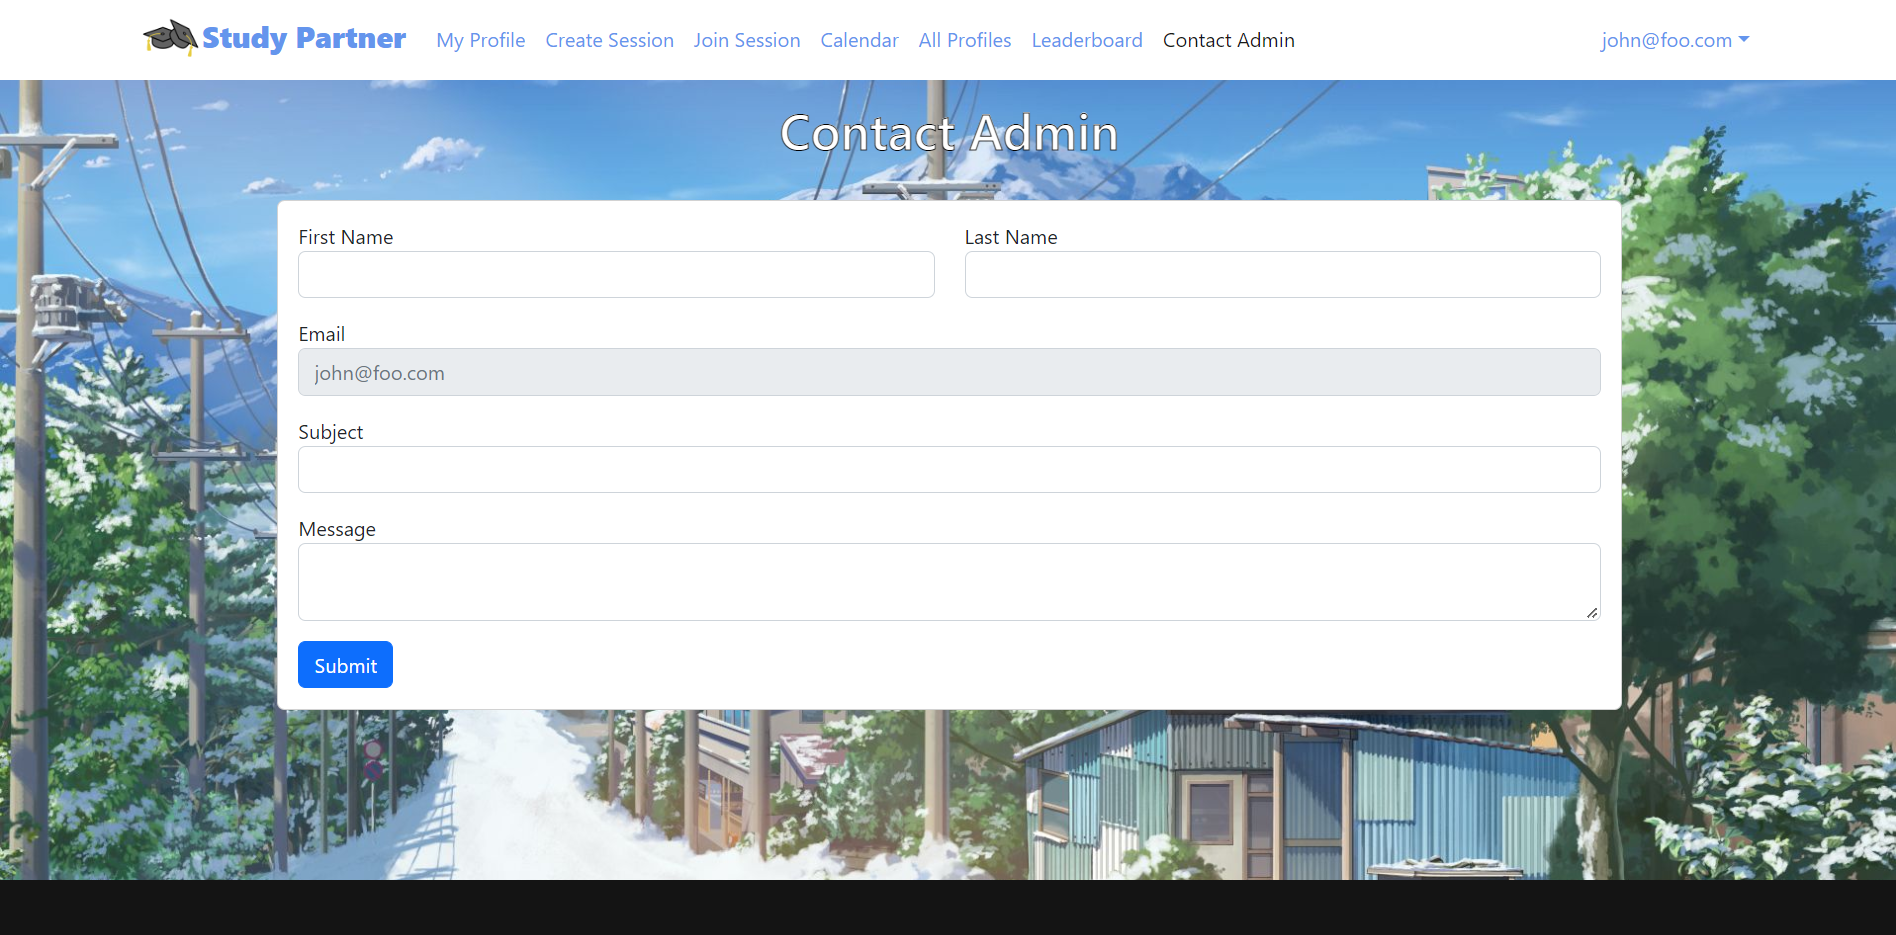 Study Partner My Profile Create Session Join Session Calendar All Profiles Leaderboard Contact Admin john@foo.com
Contact Admin
First Name Last Name
Email
john@foo.com
Subject
Message
Submit